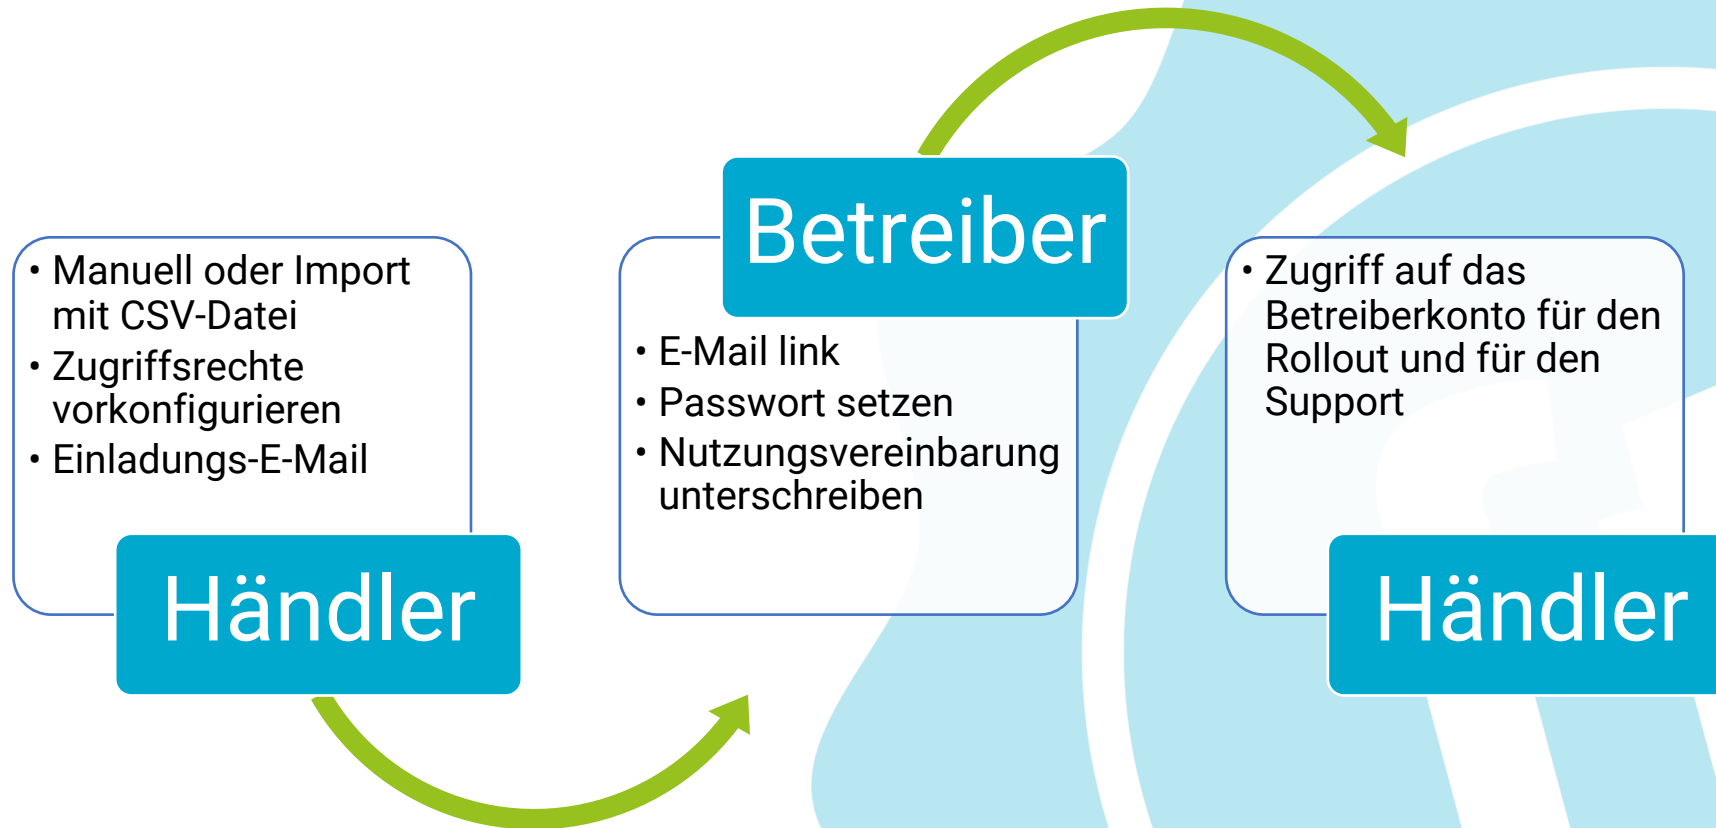 • Manuell oder Import
mit CSV-Datei
• Zugriffsrechte
vorkonfigurieren
• Einladungs-E-Mail
Händler
Betreiber
• E-Mail link
• Passwort setzen
• Nutzungsvereinbarung
unterschreiben
• Zugriff auf das
Betreiberkonto für den
Rollout und für den
Support
Händler